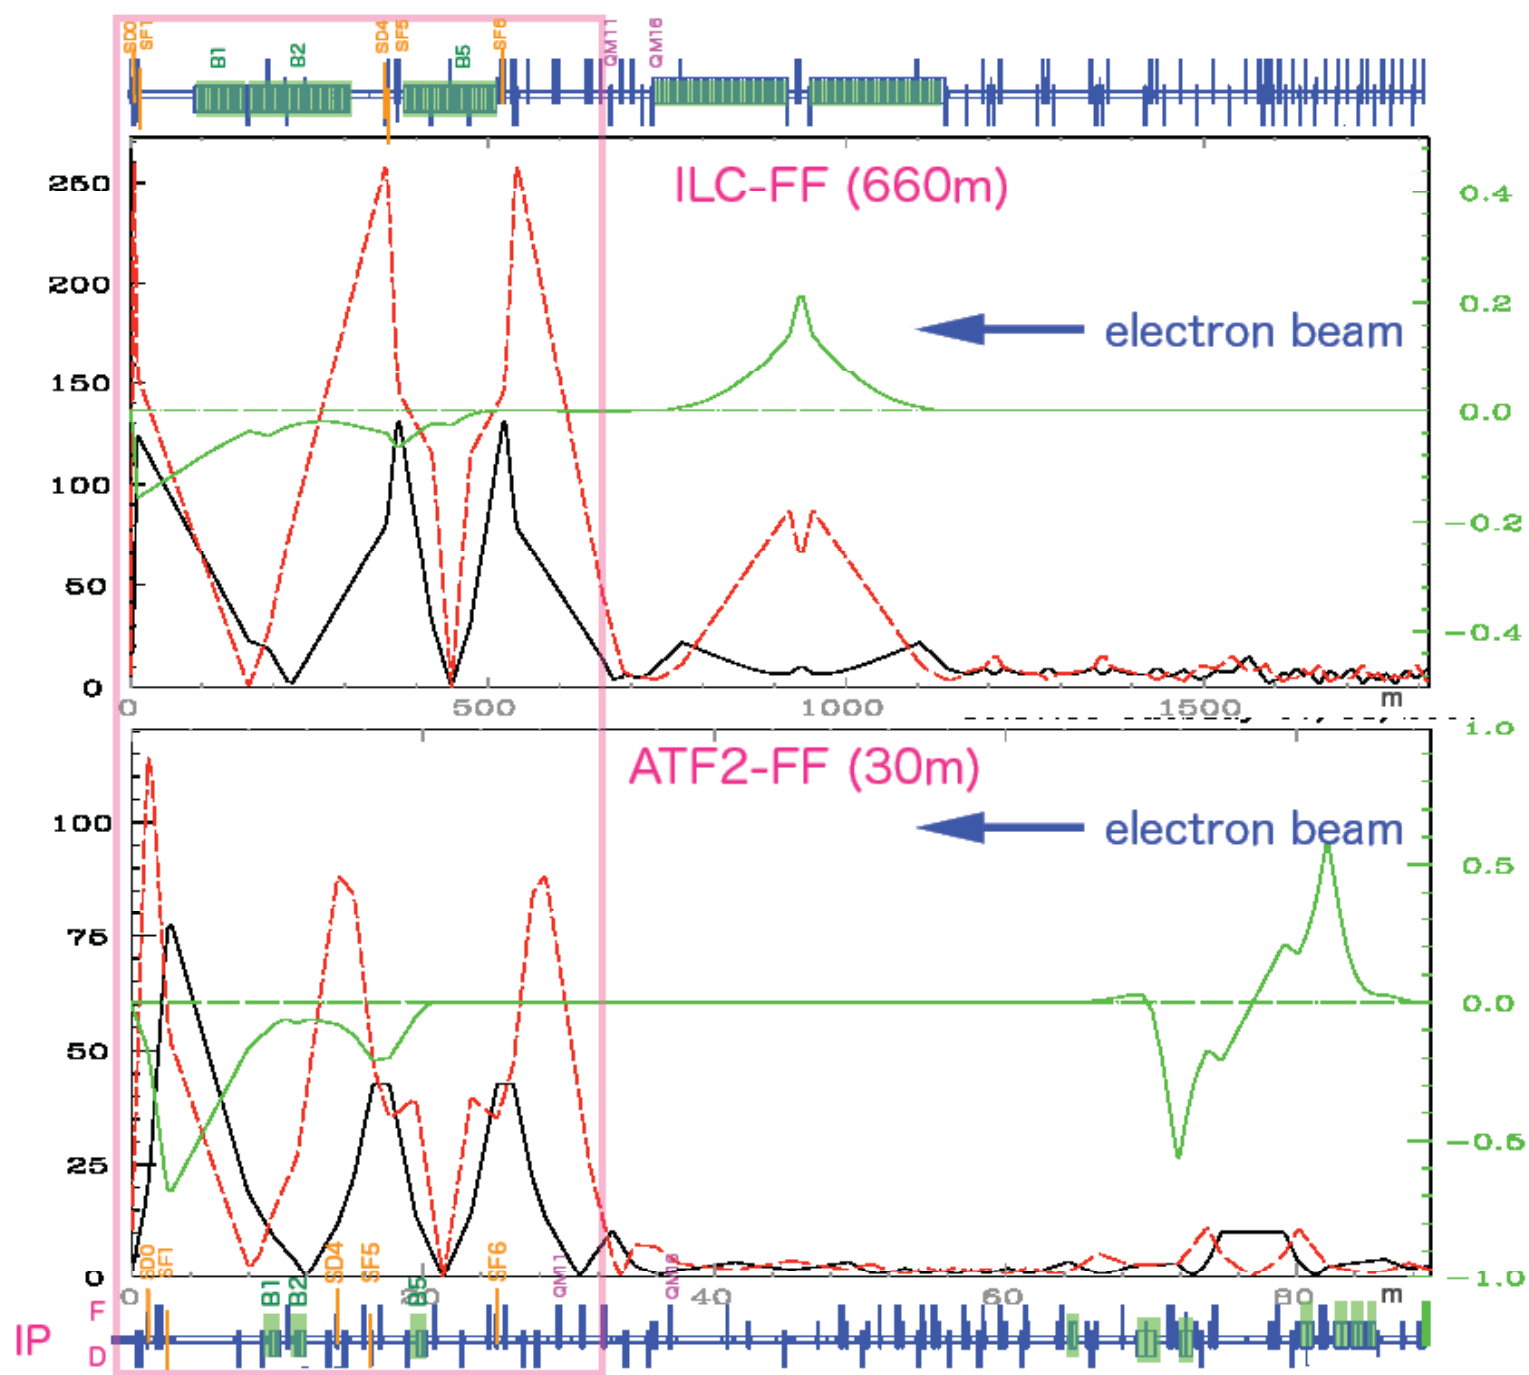 SD0 SF1 B1 B2 SD4 SF5 B5 SF6 QM11 QM16
ILC-FF (660m)
electron beam
250
200
150
100
50
0
0.4
0.2
0.0
−0.2
−0.4
0 500 1000 1500 m
ATF2-FF (30m)
electron beam
100
75
50
25
0
1.0
0.5
0.0
−0.5
−1.0
SD0 SF1 B1 B2 SD4 SF5 B5 SF6 QM11
0 40 60 80 m
F
IP
D